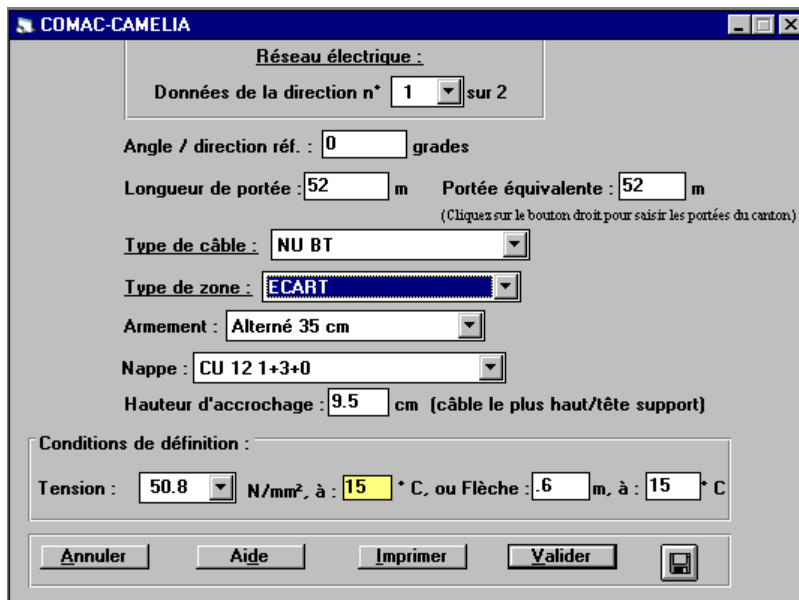 COMAC-CAMELIA
Réseau électrique :
Données de la direction n° 1 sur 2
Angle / direction réf. : 0 grades
Longueur de portée : 52 m Portée équivalente : 52 m
(Cliquez sur le bouton droit pour saisir les portées du canton)
Type de câble : NU BT
Type de zone : ECART
Armement : Alterné 35 cm
Nappe : CU 12 1+3+0
Hauteur d'accrochage : 9.5 cm (câble le plus haut/tête support)
Conditions de définition :
Tension : 50.8 N/mm², à : 15 ° C, ou Flèche : .6 m, à : 15 ° C
Annuler Aide Imprimer Valider